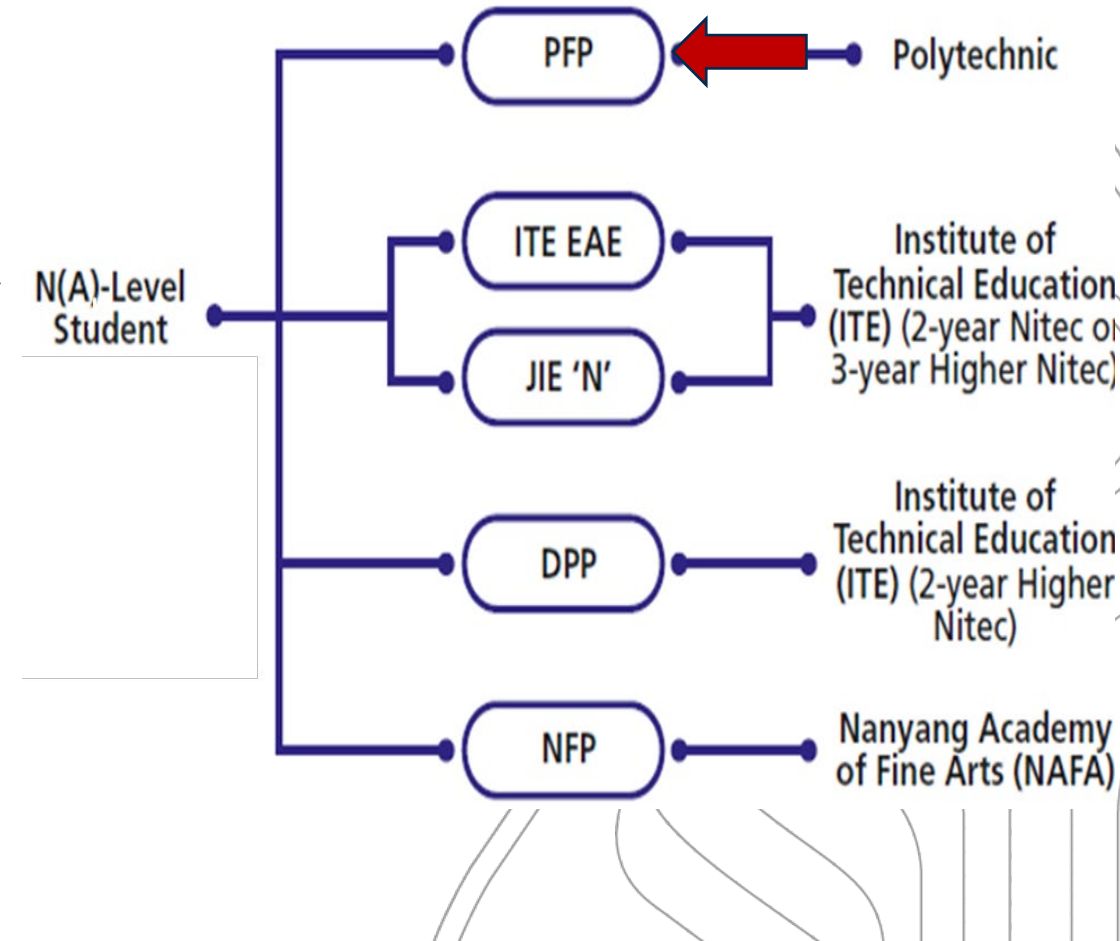 PFP
Polytechnic
N(A)-Level
Student
ITE EAE
JIE ‘N’
Institute of
Technical Education
(ITE) (2-year Nitec or
3-year Higher Nitec)
DPP
Institute of
Technical Education
(ITE) (2-year Higher
Nitec)
NFP
Nanyang Academy
of Fine Arts (NAFA)